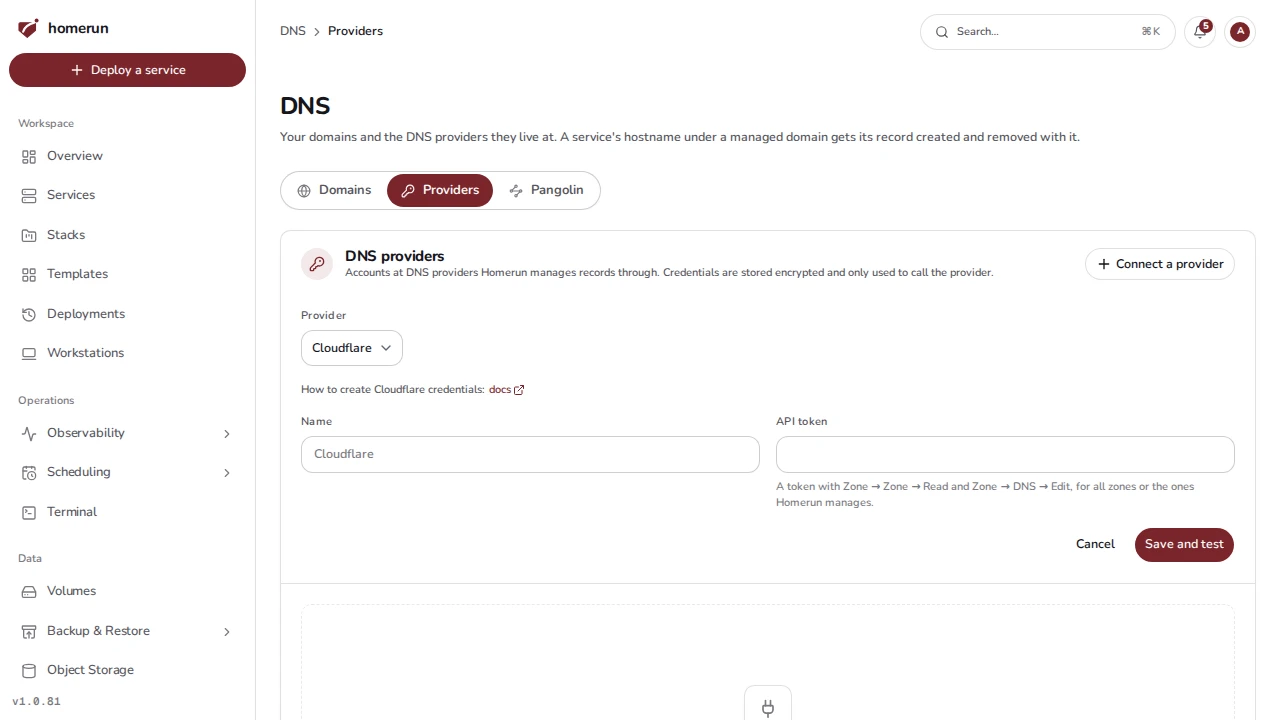 homerun
Deploy a service
Workspace
Overview
Services
Stacks
Templates
Deployments
Workstations
Operations
Observability
Scheduling
Terminal
Data
Volumes
Backup & Restore
Object Storage
v1.0.81
DNS > Providers
Search...
⌘K
5
A
DNS
Your domains and the DNS providers they live at. A service's hostname under a managed domain gets its record created and removed with it.
Domains
Providers
Pangolin
DNS providers
Accounts at DNS providers Homerun manages records through. Credentials are stored encrypted and only used to call the provider.
Connect a provider
Provider
Cloudflare
How to create Cloudflare credentials: docs
Name
Cloudflare
API token
A token with Zone → Zone → Read and Zone → DNS → Edit, for all zones or the ones
Homerun manages.
Cancel
Save and test